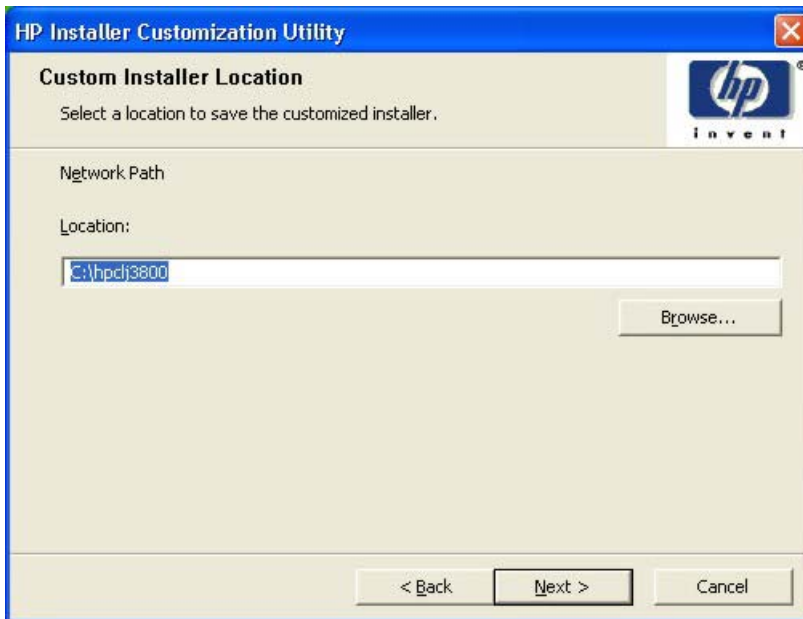 HP Installer Customization Utility
Custom Installer Location
Select a location to save the customized installer.
hp
®
invent
Network Path
Location:
C:\hpclj3800
Browse...
< Back
Next >
Cancel